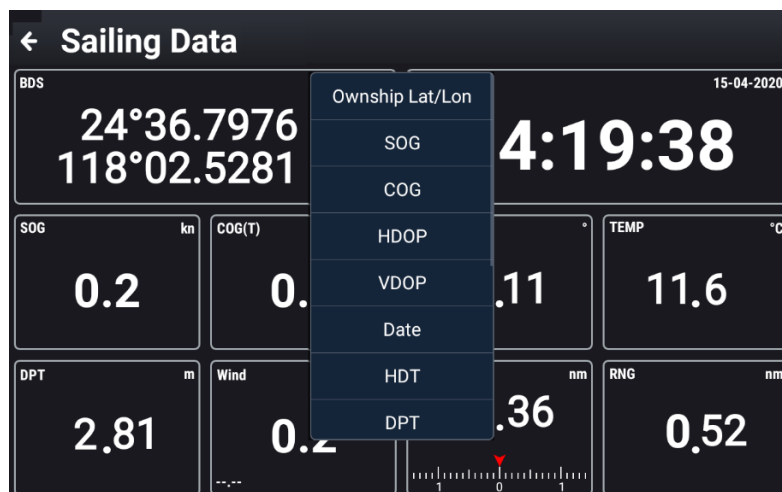 Sailing Data
BDS
24°36.7976
118°02.5281
15-04-2020
4:19:38
Ownship Lat/Lon
SOG
COG
HDOP
VDOP
Date
HDT
DPT
SOG kn
0.2
COG(T)
0.
°
.11
TEMP °C
11.6
DPT m
2.81
Wind
0.2
--.--
nm
.36
1 0 1
RNG nm
0.52